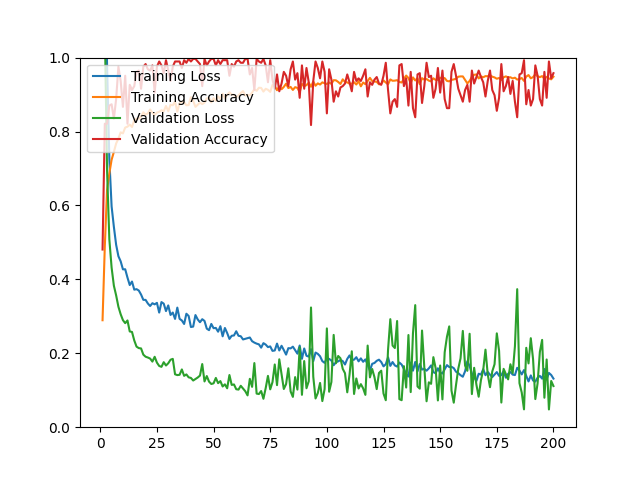 1.0
0.8
0.6
0.4
0.2
0.0
Training Loss
Training Accuracy
Validation Loss
Validation Accuracy
0 25 50 75 100 125 150 175 200